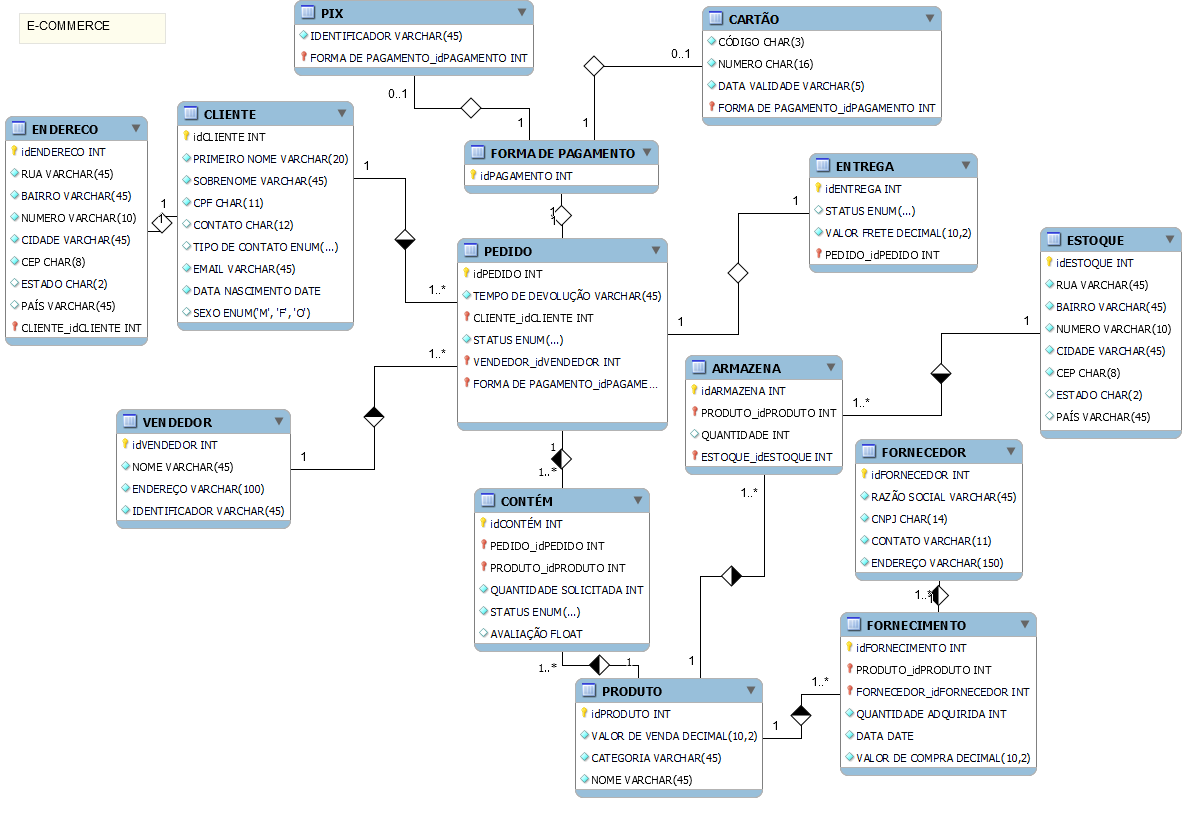 E-COMMERCE
PIX
IDENTIFICADOR VARCHAR(45)
FORMA DE PAGAMENTO_idPAGAMENTO INT
CARTÃO
CÓDIGO CHAR(3)
NUMERO CHAR(16)
DATA VALIDADE VARCHAR(5)
FORMA DE PAGAMENTO_idPAGAMENTO INT
0..1
1
0..1
1
ENDERECO
idENDERECO INT
RUA VARCHAR(45)
BAIRRO VARCHAR(45)
NUMERO VARCHAR(10)
CIDADE VARCHAR(45)
CEP CHAR(8)
ESTADO CHAR(2)
PAÍS VARCHAR(45)
CLIENTE_idCLIENTE INT
1
1
CLIENTE
idCLIENTE INT
PRIMEIRO NOME VARCHAR(20)
SOBRENOME VARCHAR(45)
CPF CHAR(11)
CONTATO CHAR(12)
TIPO DE CONTATO ENUM(...)
EMAIL VARCHAR(45)
DATA NASCIMENTO DATE
SEXO ENUM('M', 'F', 'O')
1
1..*
FORMA DE PAGAMENTO
idPAGAMENTO INT
1
1
ENTREGA
idENTREGA INT
STATUS ENUM(...)
VALOR FRETE DECIMAL(10,2)
PEDIDO_idPEDIDO INT
1
1
PEDIDO
idPEDIDO INT
TEMPO DE DEVOLUÇÃO VARCHAR(45)
CLIENTE_idCLIENTE INT
STATUS ENUM(...)
VENDEDOR_idVENDEDOR INT
FORMA DE PAGAMENTO_idPAGAME...
ESTOQUE
idESTOQUE INT
RUA VARCHAR(45)
BAIRRO VARCHAR(45)
NUMERO VARCHAR(10)
CIDADE VARCHAR(45)
CEP CHAR(8)
ESTADO CHAR(2)
PAÍS VARCHAR(45)
1
1..*
ARMAZENA
idARMAZENA INT
PRODUTO_idPRODUTO INT
QUANTIDADE INT
ESTOQUE_idESTOQUE INT
1..*
1
VENDEDOR
idVENDEDOR INT
NOME VARCHAR(45)
ENDEREÇO VARCHAR(100)
IDENTIFICADOR VARCHAR(45)
1..*
1
1
1..*
CONTÉM
idCONTÉM INT
PEDIDO_idPEDIDO INT
PRODUTO_idPRODUTO INT
QUANTIDADE SOLICITADA INT
STATUS ENUM(...)
AVALIAÇÃO FLOAT
1..*
1
FORNECEDOR
idFORNECEDOR INT
RAZÃO SOCIAL VARCHAR(45)
CNPJ CHAR(14)
CONTATO VARCHAR(11)
ENDEREÇO VARCHAR(150)
1..*
1
FORNECIMENTO
idFORNECIMENTO INT
PRODUTO_idPRODUTO INT
FORNECEDOR_idFORNECEDOR INT
QUANTIDADE ADQUIRIDA INT
DATA DATE
VALOR DE COMPRA DECIMAL(10,2)
1..*
1
PRODUTO
idPRODUTO INT
VALOR DE VENDA DECIMAL(10,2)
CATEGORIA VARCHAR(45)
NOME VARCHAR(45)